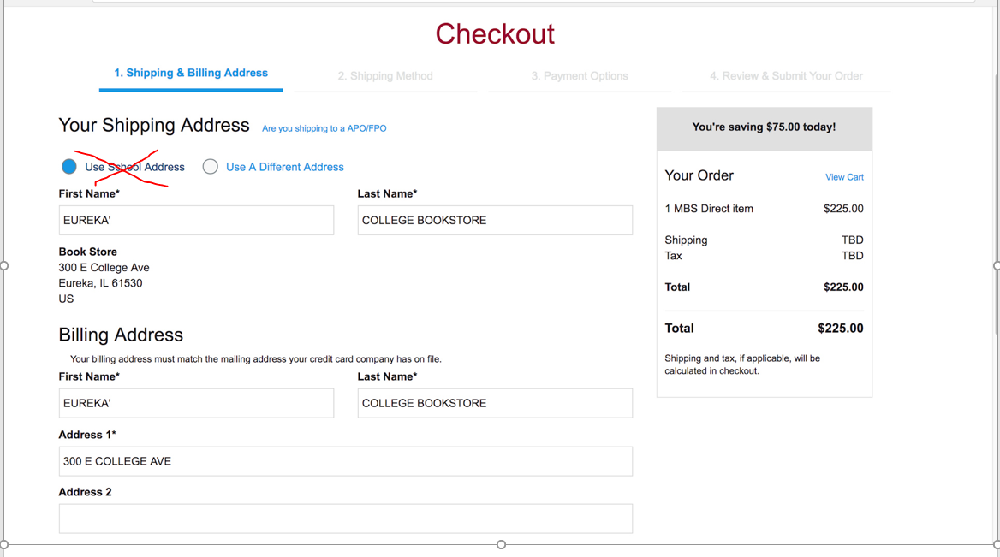 Checkout
1. Shipping & Billing Address
2. Shipping Method
3. Payment Options
4. Review & Submit Your Order
Your Shipping Address
Are you shipping to a APO/FPO
Use School Address
Use A Different Address
First Name*
Last Name*
EUREKA'
COLLEGE BOOKSTORE
Book Store
300 E College Ave
Eureka, IL 61530
US
Billing Address
Your billing address must match the mailing address your credit card company has on file.
First Name*
Last Name*
EUREKA'
COLLEGE BOOKSTORE
Address 1*
300 E COLLEGE AVE
Address 2
You're saving $75.00 today!
Your Order
View Cart
1 MBS Direct item $225.00
Shipping TBD
Tax TBD
Total $225.00
Total $225.00
Shipping and tax, if applicable, will be
calculated in checkout.